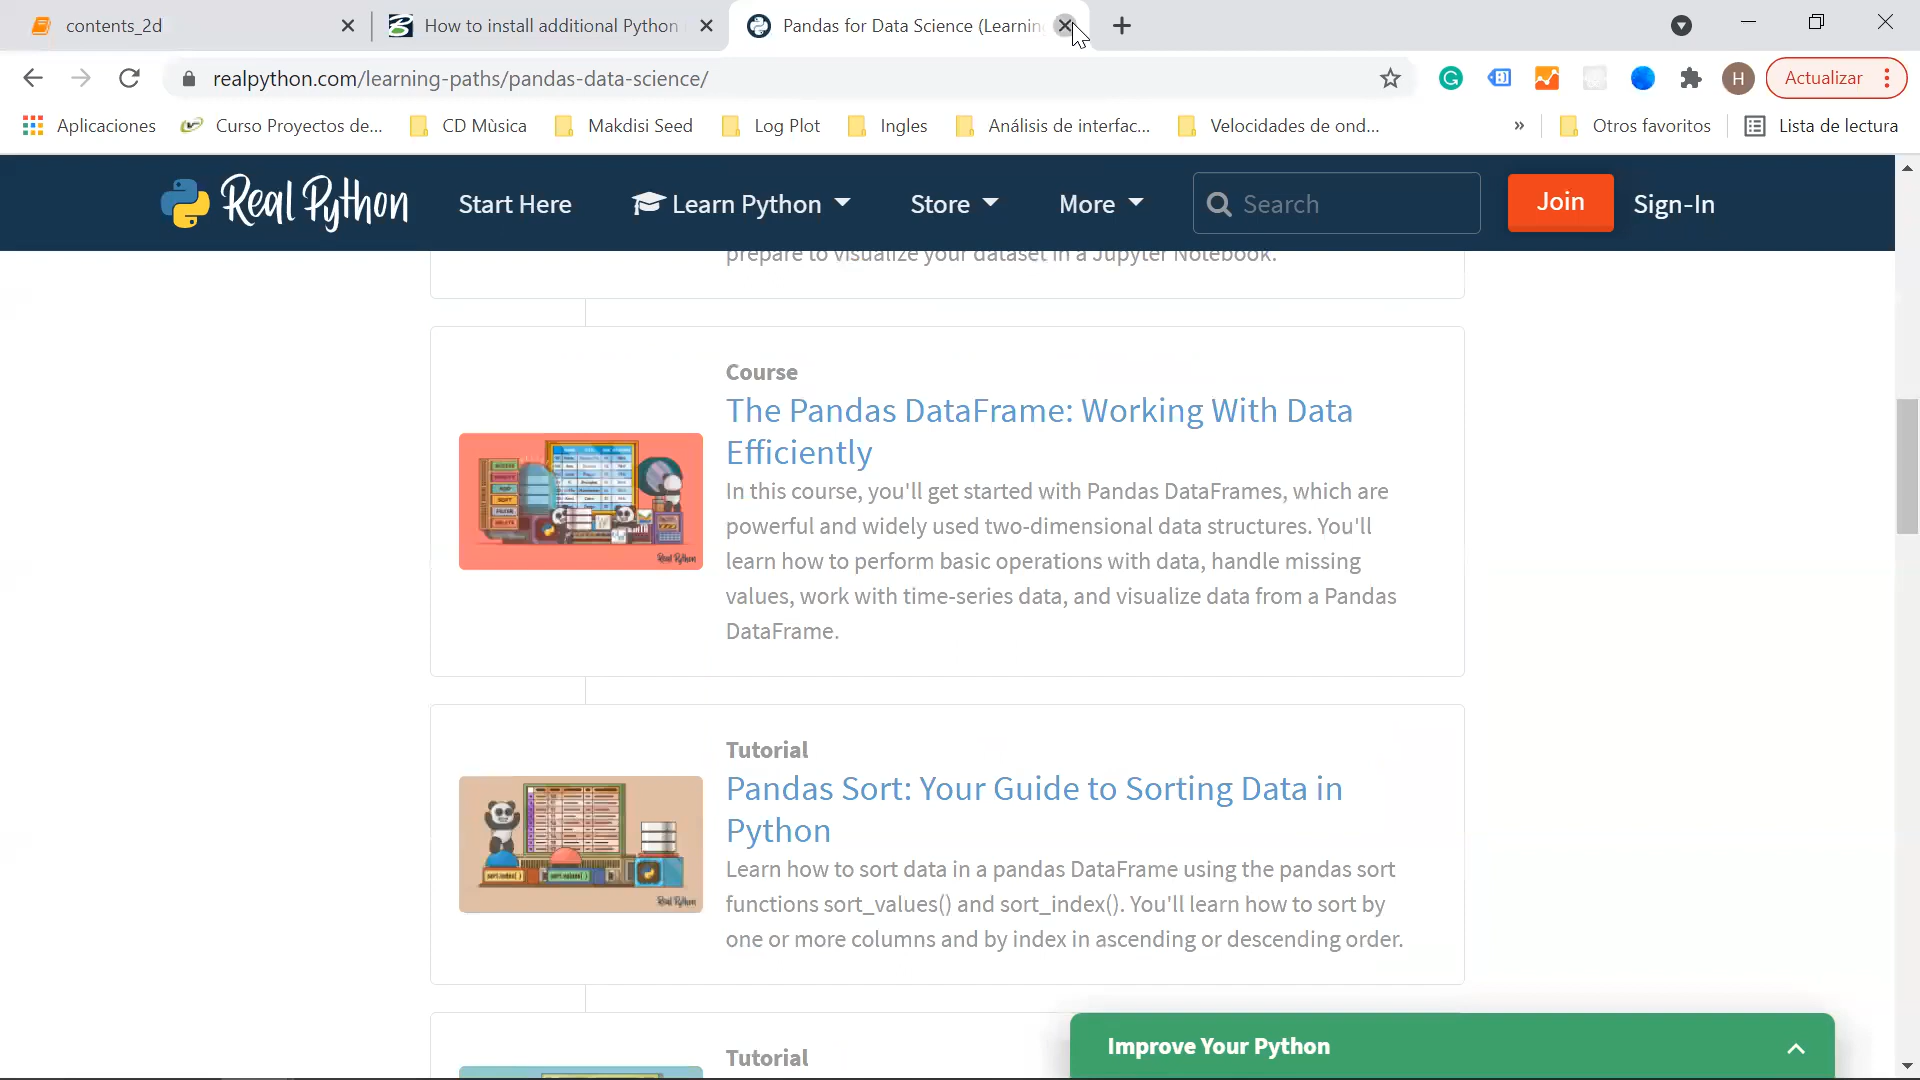 contents_2d
How to install additional Python
Pandas for Data Science (Learnin
realpython.com/learning-paths/pandas-data-science/
H
Actualizar
Aplicaciones
Curso Proyectos de...
CD Mùsica
Makdisi Seed
Log Plot
Ingles
Análisis de interfac...
Velocidades de ond...
»
Otros favoritos
Lista de lectura
Real Python
Start Here
Learn Python
Store
More
Search
Join
Sign-In
prepare to visualize your dataset in a Jupyter Notebook.
Course
The Pandas DataFrame: Working With Data
Efficiently
In this course, you'll get started with Pandas DataFrames, which are
powerful and widely used two-dimensional data structures. You'll
learn how to perform basic operations with data, handle missing
values, work with time-series data, and visualize data from a Pandas
DataFrame.
Real Python
Tutorial
Pandas Sort: Your Guide to Sorting Data in
Python
Learn how to sort data in a pandas DataFrame using the pandas sort
functions sort_values() and sort_index(). You'll learn how to sort by
one or more columns and by index in ascending or descending order.
sort.index()
sort.values()
Real Python
Tutorial
Improve Your Python